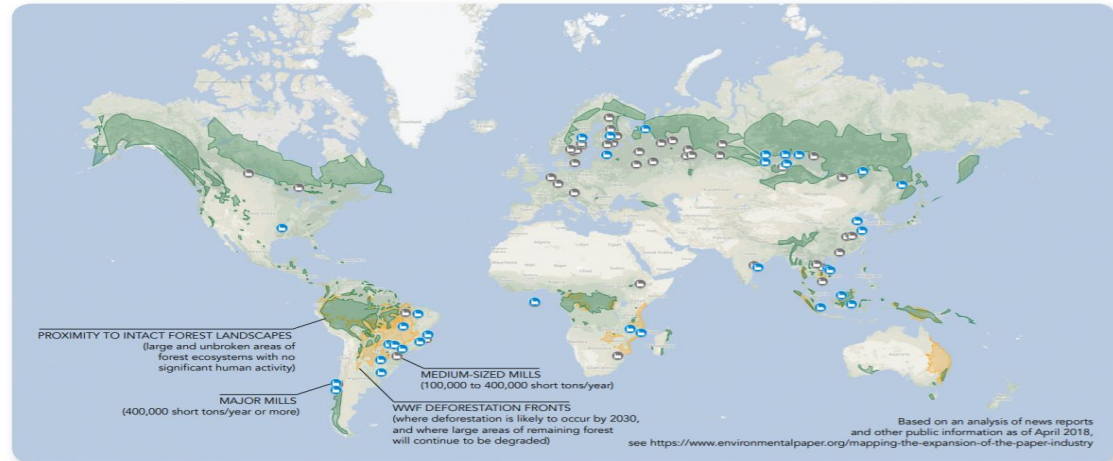 PROXIMITY TO INTACT FOREST LANDSCAPES
(large and unbroken areas of
forest ecosystems with no
significant human activity)
MAJOR MILLS
(400,000 short tons/year or more)
MEDIUM-SIZED MILLS
(100,000 to 400,000 short tons/year)
WWF DEFORESTATION FRONTS
(where deforestation is likely to occur by 2030,
and where large areas of remaining forest
will continue to be degraded)
Based on an analysis of news reports
and other public information as of April 2018,
see https://www.environmentalpaper.org/mapping-the-expansion-of-the-paper-industry